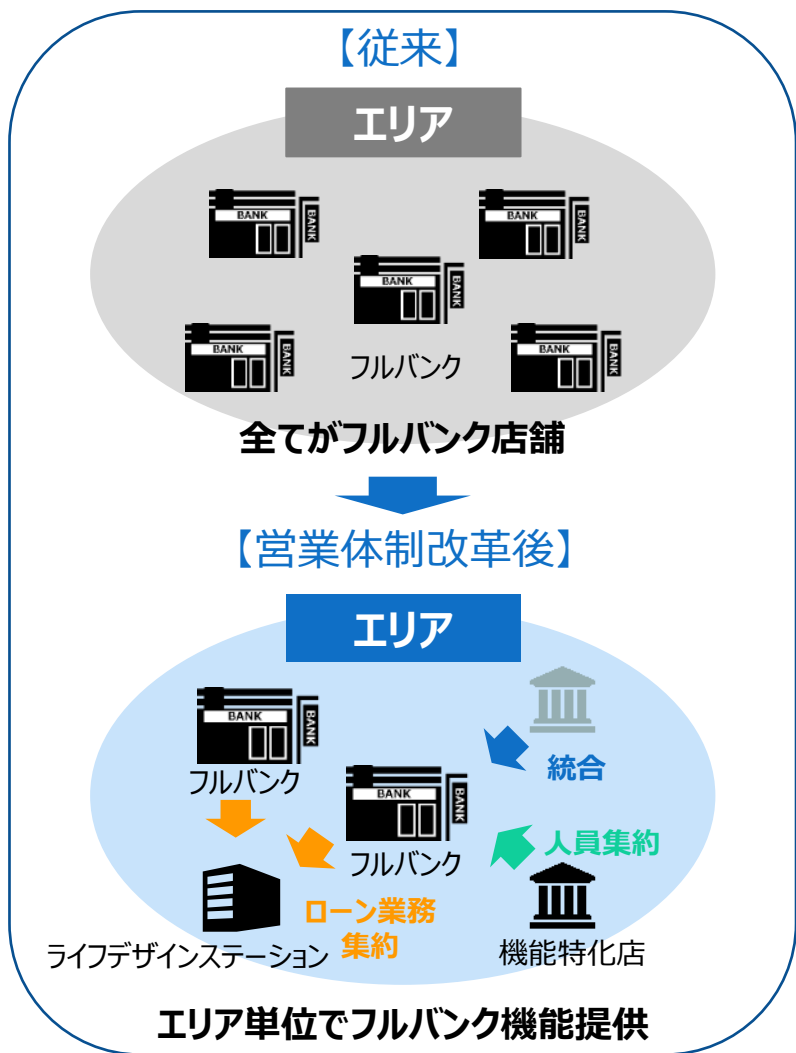 【従来】
エリア
BANK
BANK
BANK
BANK
BANK
BANK
BANK
BANK
BANK
BANK
フルバンク
全てがフルバンク店舗
【営業体制改革後】
エリア
BANK
BANK
フルバンク
統合
BANK
BANK
フルバンク
人員集約
ローン業務
集約
ライフデザインステーション
機能特化店
エリア単位でフルバンク機能提供